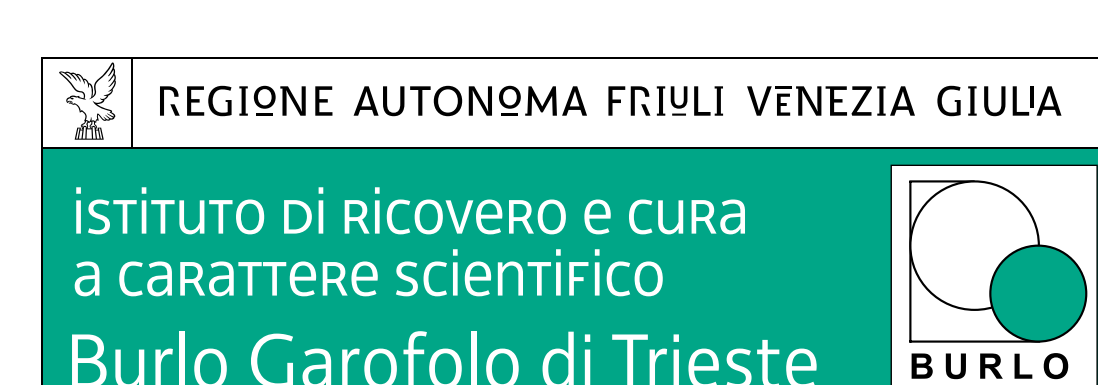 REGIONE AUTONOMA FRIULI VENEZIA GIULIA
istituto di ricovero e cura
a carattere scientifico
Burlo Garofolo di Trieste
BURLO